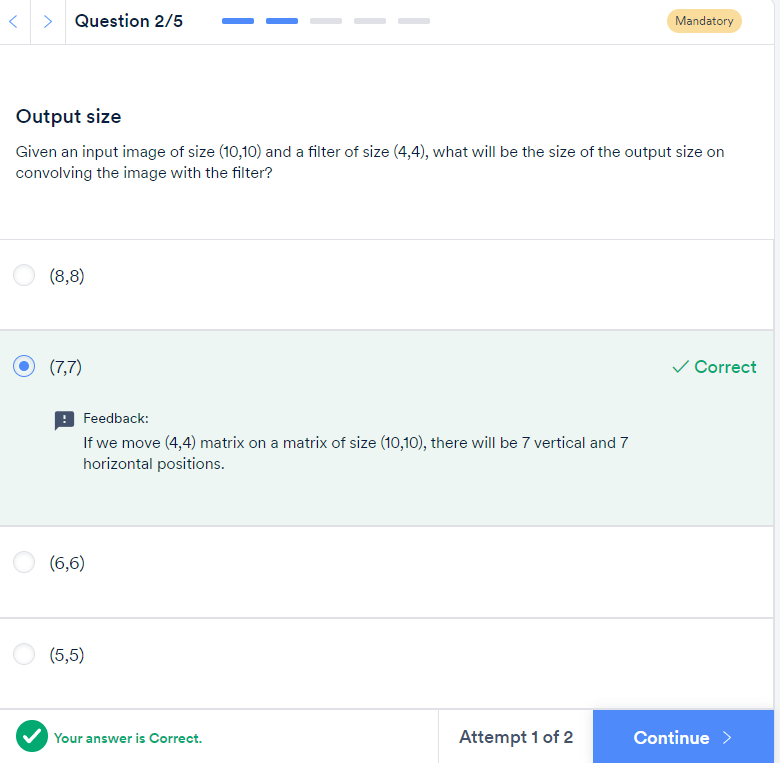 Question 2/5
Mandatory
Output size
Given an input image of size (10,10) and a filter of size (4,4), what will be the size of the output size on
convolving the image with the filter?
(8,8)
(7,7)
Correct
Feedback:
If we move (4,4) matrix on a matrix of size (10,10), there will be 7 vertical and 7
horizontal positions.
(6,6)
(5,5)
Your answer is Correct.
Attempt 1 of 2
Continue